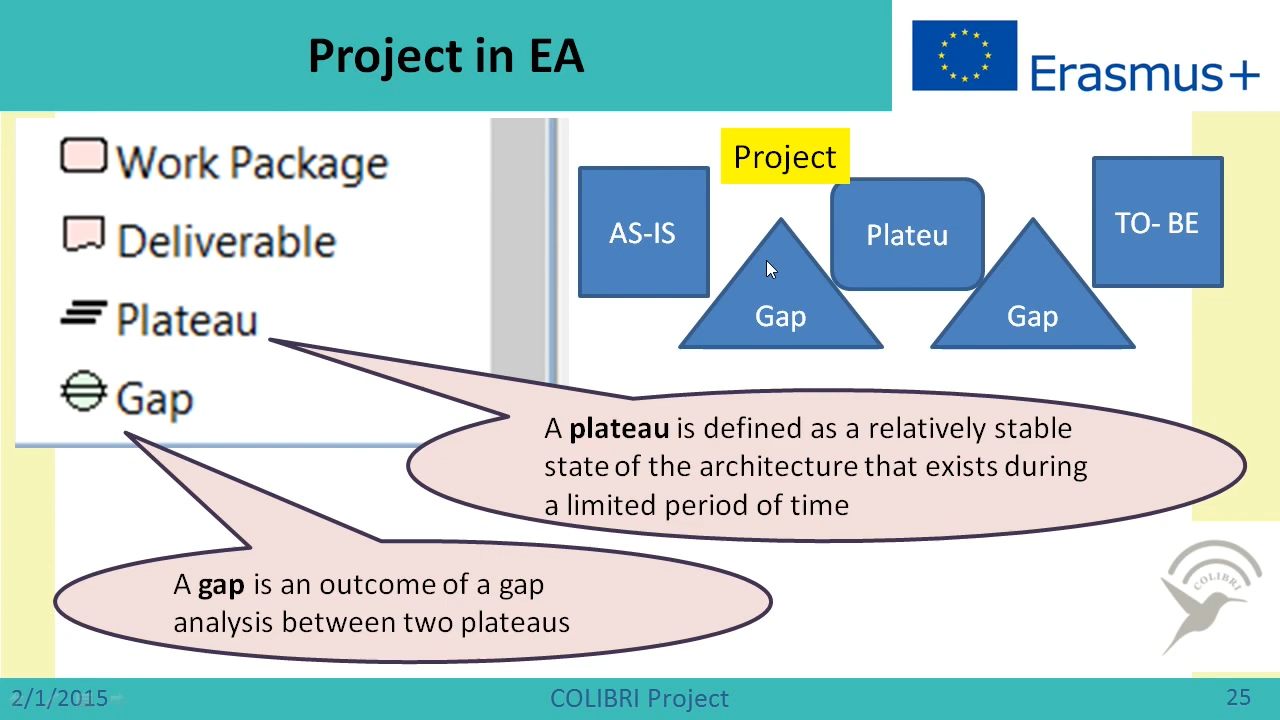 Project in EA
Erasmus+
Work Package
Deliverable
Plateau
Gap
Project
AS-IS
Gap
Plateu
Gap
TO- BE
A plateau is defined as a relatively stable
state of the architecture that exists during
a limited period of time
A gap is an outcome of a gap
analysis between two plateaus
COLIBRI
2/1/2015
COLIBRI Project
25